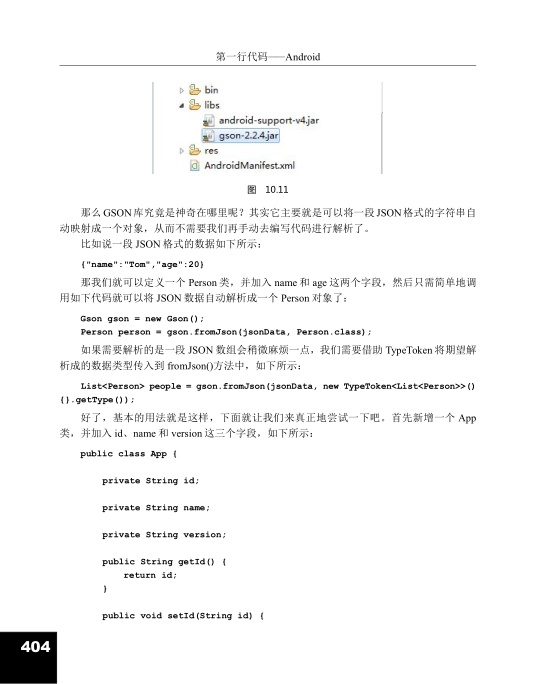 第一行代码——Android
bin
libs
android-support-v4.jar
gson-2.2.4.jar
res
AndroidManifest.xml
图 10.11
那么 GSON 库究竟是神奇在哪里呢？其实它主要就是可以将一段 JSON 格式的字符串自
动映射成一个对象，从而不需要我们再手动去编写代码进行解析了。
比如说一段 JSON 格式的数据如下所示：
{"name":"Tom","age":20}
那我们就可以定义一个 Person 类，并加入 name 和 age 这两个字段，然后只需简单地调
用如下代码就可以将 JSON 数据自动解析成一个 Person 对象了：
Gson gson = new Gson();
Person person = gson.fromJson(jsonData, Person.class);
如果需要解析的是一段 JSON 数组会稍微麻烦一点，我们需要借助 TypeToken 将期望解
析成的数据类型传入到 fromJson()方法中，如下所示：
List<Person> people = gson.fromJson(jsonData, new TypeToken<List<Person>>()
{}.getType());
好了，基本的用法就是这样，下面就让我们来真正地尝试一下吧。首先新增一个 App
类，并加入 id、name 和 version 这三个字段，如下所示：
public class App {
private String id;
private String name;
private String version;
public String getId() {
return id;
}
public void setId(String id) {
404